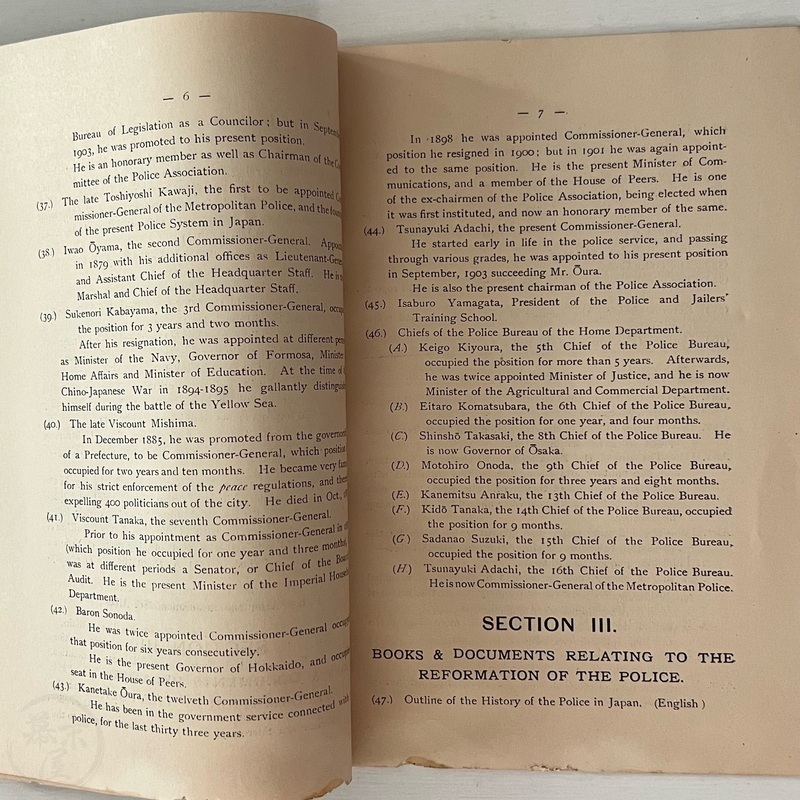 — 6 —
Bureau of Legislation as a Councilor; but in
1903, he was promoted to his present position.
He is an honorary member as well as Chairman of the
mittee of the Police Association.
(37.) The late Toshiyoshi Kawaji, the first to be appointed
missioner-General of the Metropolitan Police, and the
of the present Police System in Japan.
(38.) Iwao Ōyama, the second Commissioner-General.
in 1879 with his additional offices as
and Assistant Chief of the Headquarter Staff. He is
Marshal and Chief of the Headquarter Staff.
(39.) Sukenori Kabayama, the 3rd Commissioner-General,
the position for 3 years and two months.
After his resignation, he was appointed at different
as Minister of the Navy, Governor of Formosa, Minister
Home Affairs and Minister of Education. At the time of
Chino-Japanese War in 1894-1895 he gallantly
himself during the battle of the Yellow Sea.
(40.) The late Viscount Mishima.
In December 1885, he was promoted from the
of a Prefecture, to be Commissioner-General, which
occupied for two years and ten months. He became very
for his strict enforcement of the peace regulations, and
expelling 400 politicians out of the city. He died in Oct.,
(41.) Viscount Tanaka, the seventh Commissioner-General.
Prior to his appointment as Commissioner-General in
(which position he occupied for one year and three months)
was at different periods a Senator, or Chief of the
Audit. He is the present Minister of the Imperial
Department.
(42.) Baron Sonoda.
He was twice appointed Commissioner-General
that position for six years consecutively.
He is the present Governor of Hokkaido, and
seat in the House of Peers.
(43.) Kanetake Ōura, the twelveth Commissioner-General.
He has been in the government service connected with
police, for the last thirty three years.
— 7 —
In 1898 he was appointed Commissioner-General, which
position he resigned in 1900; but in 1901 he was again appoint-
ed to the same position. He is the present Minister of Com-
munications, and a member of the House of Peers. He is one
of the ex-chairmen of the Police Association, being elected when
it was first instituted, and now an honorary member of the same.
(44.) Tsunayuki Adachi, the present Commissioner-General.
He started early in life in the police service, and passing
through various grades, he was appointed to his present position
in September, 1903 succeeding Mr. Ōura.
He is also the present chairman of the Police Association.
(45.) Isaburo Yamagata, President of the Police and Jailers'
Training School.
(46.) Chiefs of the Police Bureau of the Home Department.
(A.) Keigo Kiyoura, the 5th Chief of the Police Bureau,
occupied the position for more than 5 years. Afterwards,
he was twice appointed Minister of Justice, and he is now
Minister of the Agricultural and Commercial Department.
(B.) Eitaro Komatsubara, the 6th Chief of the Police Bureau,
occupied the position for one year, and four months.
(C.) Shinshō Takasaki, the 8th Chief of the Police Bureau. He
is now Governor of Ōsaka.
(D.) Motohiro Onoda, the 9th Chief of the Police Bureau,
occupied the position for three years and eight months.
(E.) Kanemitsu Anraku, the 13th Chief of the Police Bureau.
(F.) Kidō Tanaka, the 14th Chief of the Police Bureau, occupied
the position for 9 months.
(G) Sadanao Suzuki, the 15th Chief of the Police Bureau,
occupied the position for 9 months.
(H.) Tsunayuki Adachi, the 16th Chief of the Police Bureau.
He is now Commissioner-General of the Metropolitan Police.
SECTION III.
BOOKS & DOCUMENTS RELATING TO THE
REFORMATION OF THE POLICE.
(47.) Outline of the History of the Police in Japan. (English)